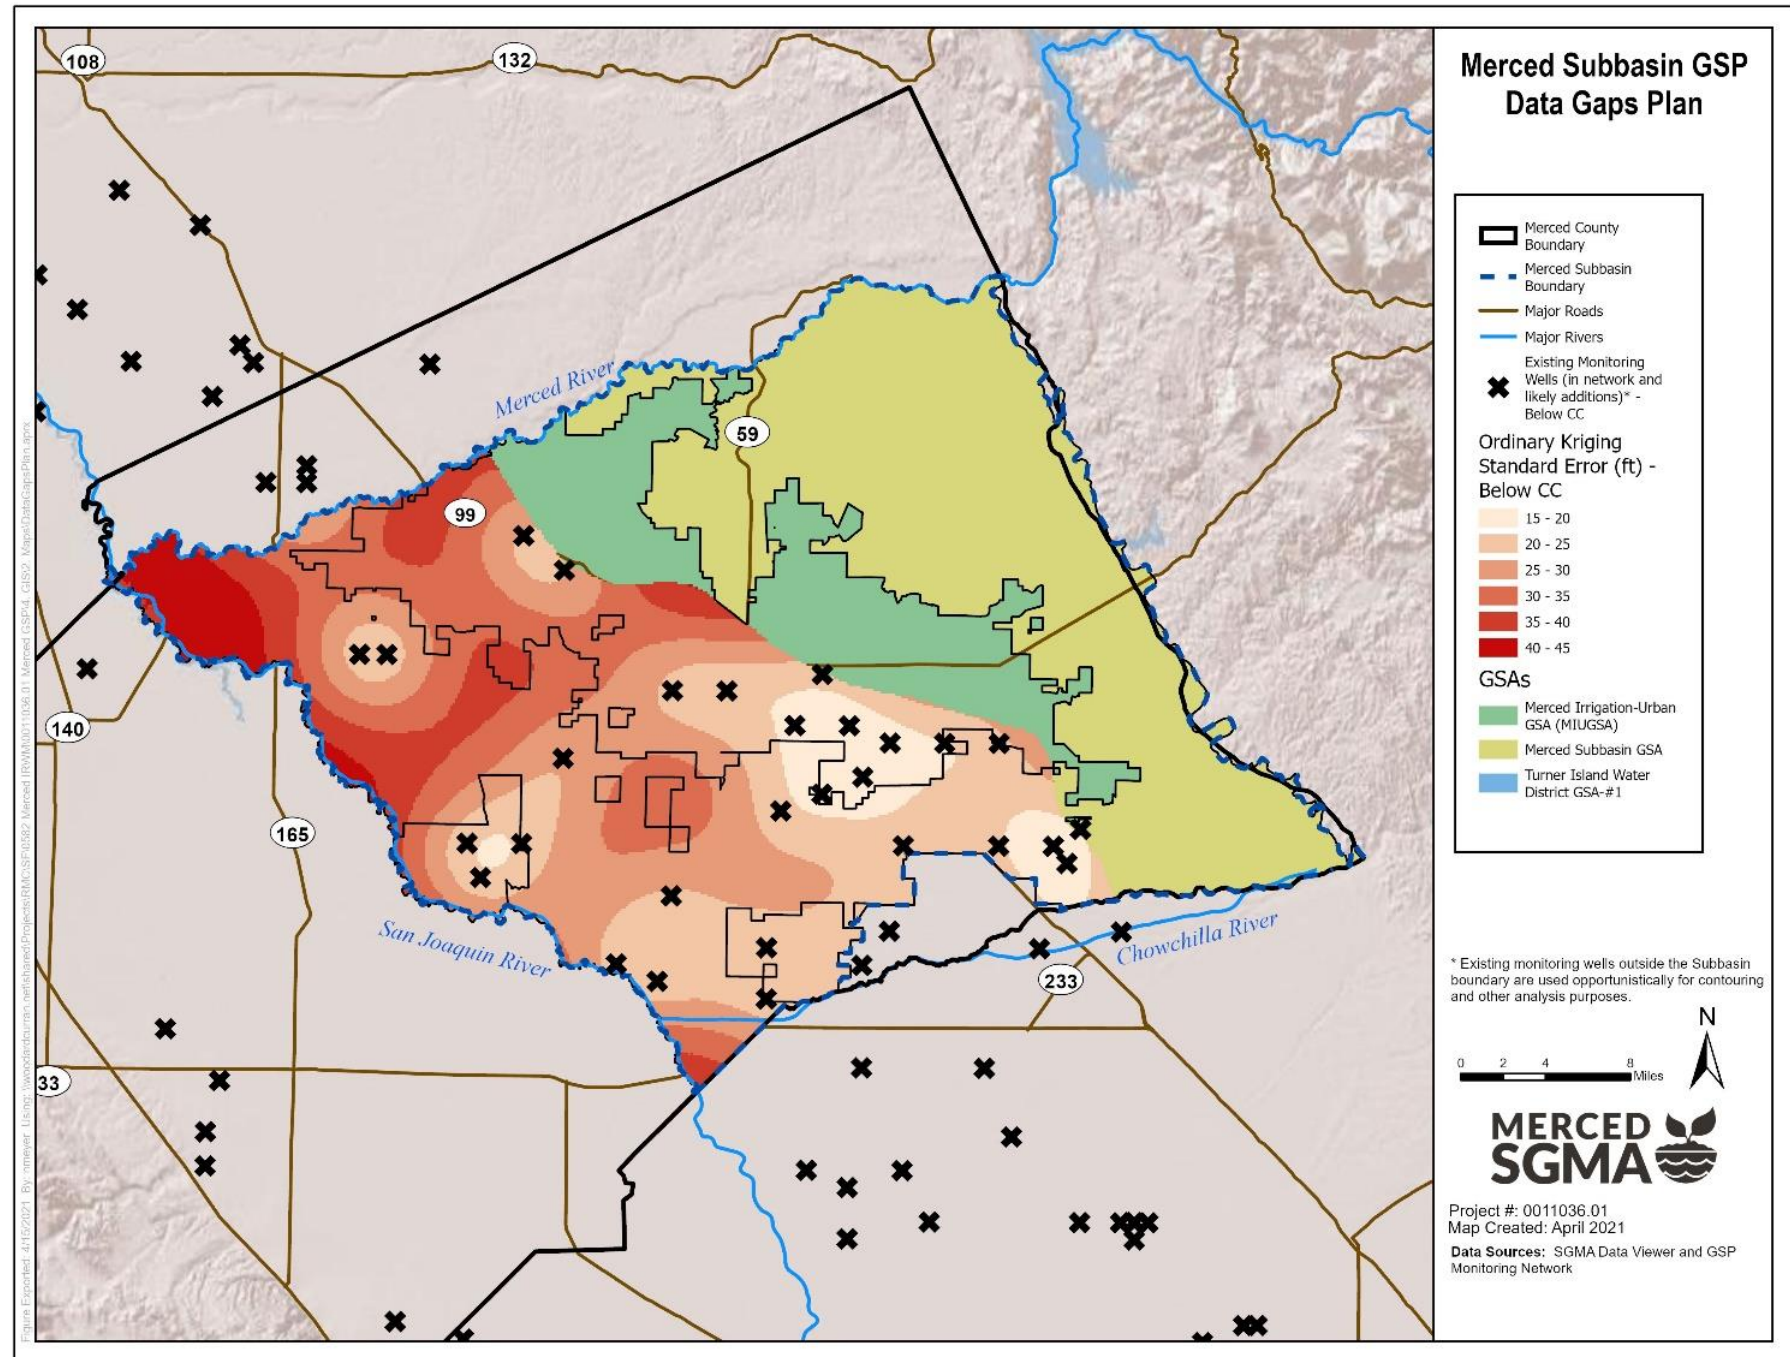 Merced Subbasin GSP
Data Gaps Plan
Merced County
Boundary
Merced Subbasin
Boundary
Major Roads
Major Rivers
Existing Monitoring
Wells (in network and
likely additions)* -
Below CC
Ordinary Kriging
Standard Error (ft) -
Below CC
15 - 20
20 - 25
25 - 30
30 - 35
35 - 40
40 - 45
GSAs
Merced Irrigation-Urban
GSA (MIUGSA)
Merced Subbasin GSA
Turner Island Water
District GSA-#1
* Existing monitoring wells outside the Subbasin
boundary are used opportunistically for contouring
and other analysis purposes.
N
0 2 4 8
Miles
MERCED
SGMA
Project #: 0011036.01
Map Created: April 2021
Data Sources: SGMA Data Viewer and GSP
Monitoring Network
108
132
Merced River
59
99
140
165
San Joaquin River
Chowchilla River
233
33